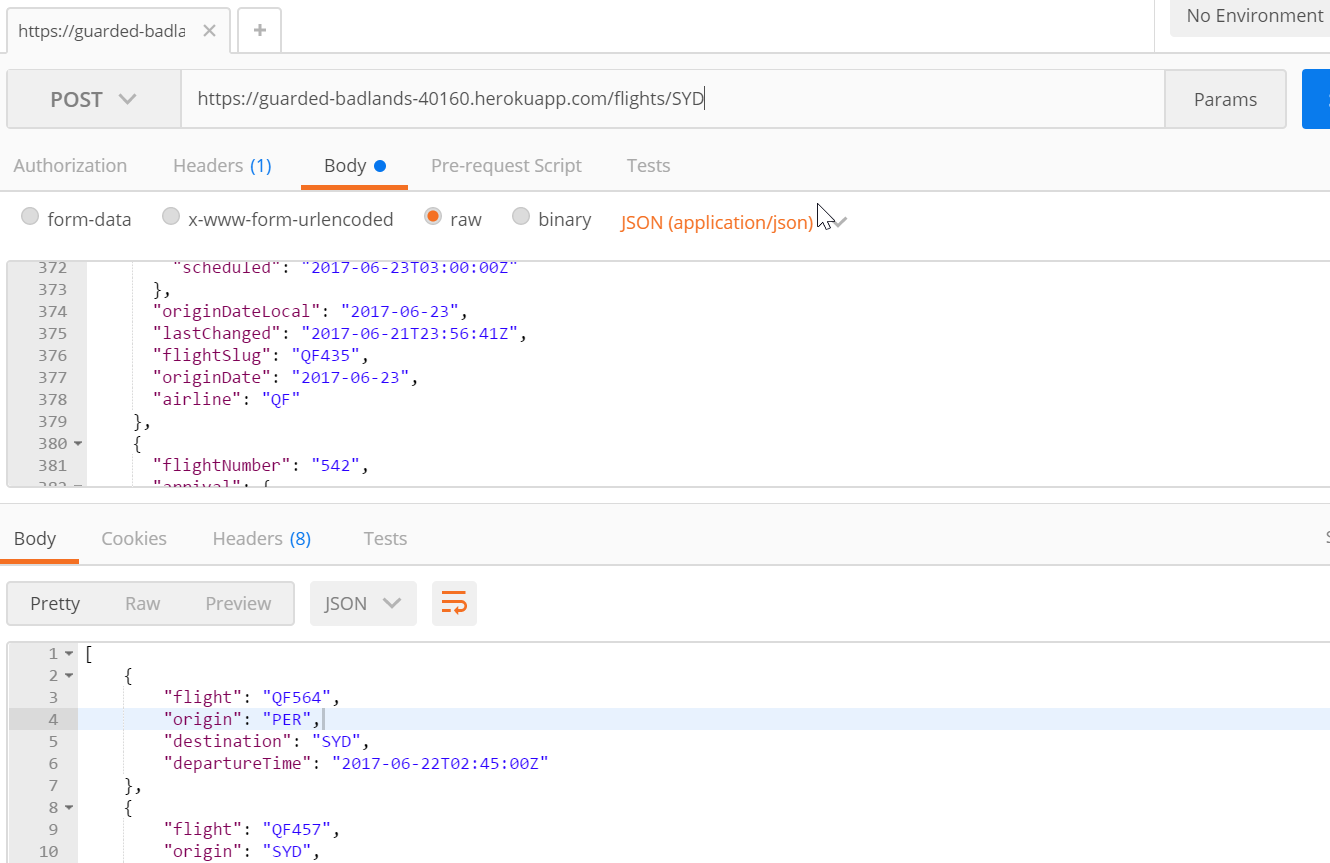 https://guarded-badla
No Environment
POST https://guarded-badlands-40160.herokuapp.com/flights/SYD Params
Authorization Headers (1) Body Pre-request Script Tests
form-data x-www-form-urlencoded raw binary JSON (application/json)
372 "scheduled": "2017-06-23T03:00:00Z"
373 },
374 "originDateLocal": "2017-06-23",
375 "lastChanged": "2017-06-21T23:56:41Z",
376 "flightSlug": "QF435",
377 "originDate": "2017-06-23",
378 "airline": "QF"
379 },
380 {
381 "flightNumber": "542",
382 "arrival": {
Body Cookies Headers (8) Tests
Pretty Raw Preview JSON
1 [
2 {
3 "flight": "QF564",
4 "origin": "PER",
5 "destination": "SYD",
6 "departureTime": "2017-06-22T02:45:00Z"
7 },
8 {
9 "flight": "QF457",
10 "origin": "SYD",